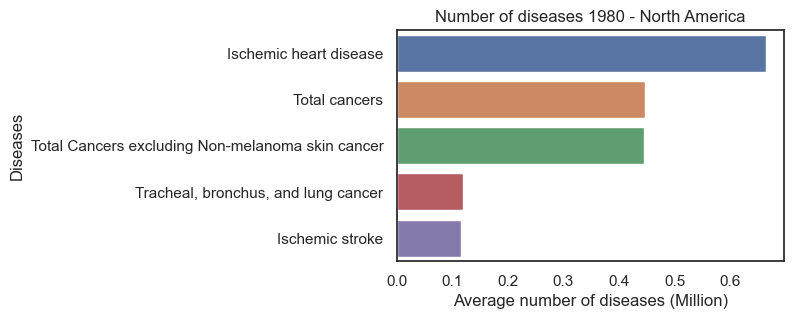 Number of diseases 1980 - North America
Diseases
Ischemic heart disease
Total cancers
Total Cancers excluding Non-melanoma skin cancer
Tracheal, bronchus, and lung cancer
Ischemic stroke
0.0 0.1 0.2 0.3 0.4 0.5 0.6
Average number of diseases (Million)